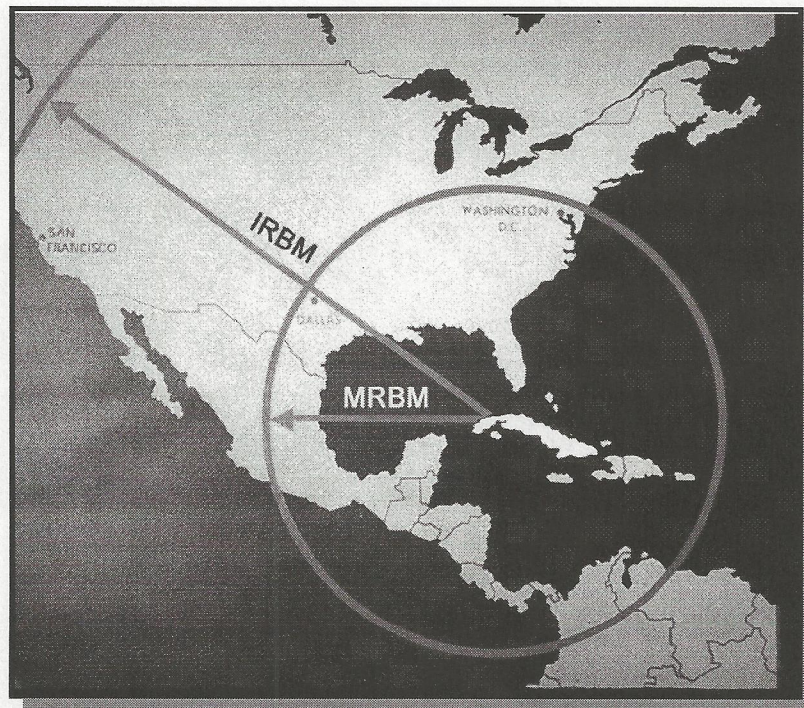 WASHINGTON
D.C.
SAN
FRANCISCO
IRBM
DALLAS
MRBM